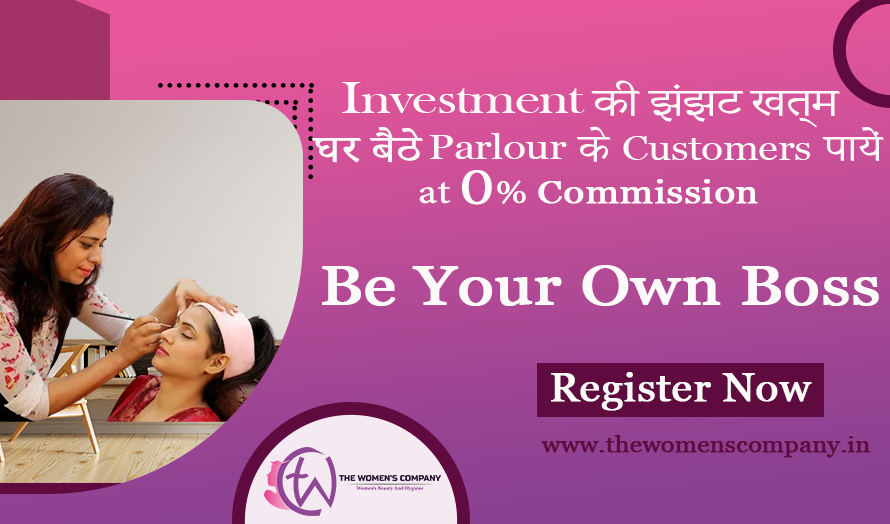 Investment की झंझट खत्म
घर बैठे Parlour के Customers पायें
at 0% Commission
Be Your Own Boss
Register Now
www.thewomenscompany.in
THE WOMEN'S COMPANY
Women's Beauty And Hygiene